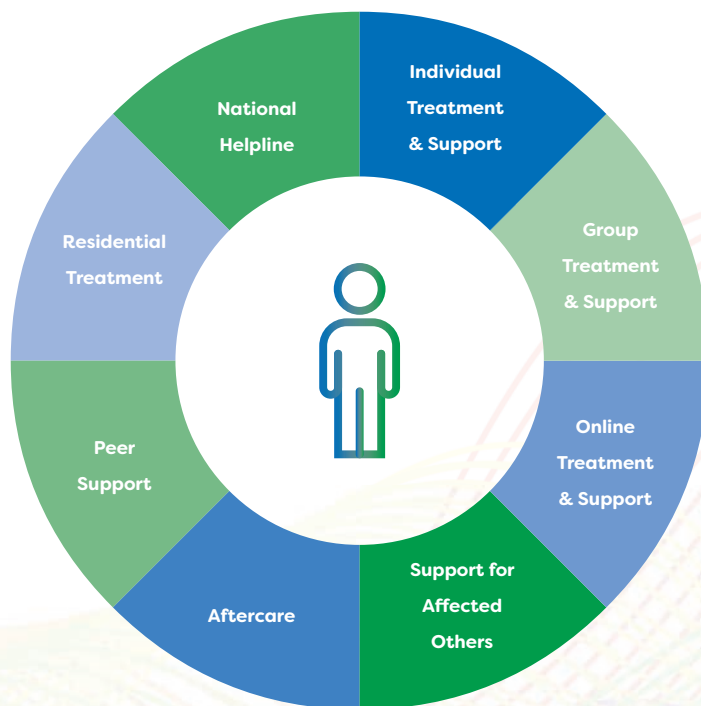 Individual
Treatment
& Support
Group
Treatment
& Support
Online
Treatment
& Support
Support for
Affected
Others
Aftercare
Peer
Support
Residential
Treatment
National
Helpline